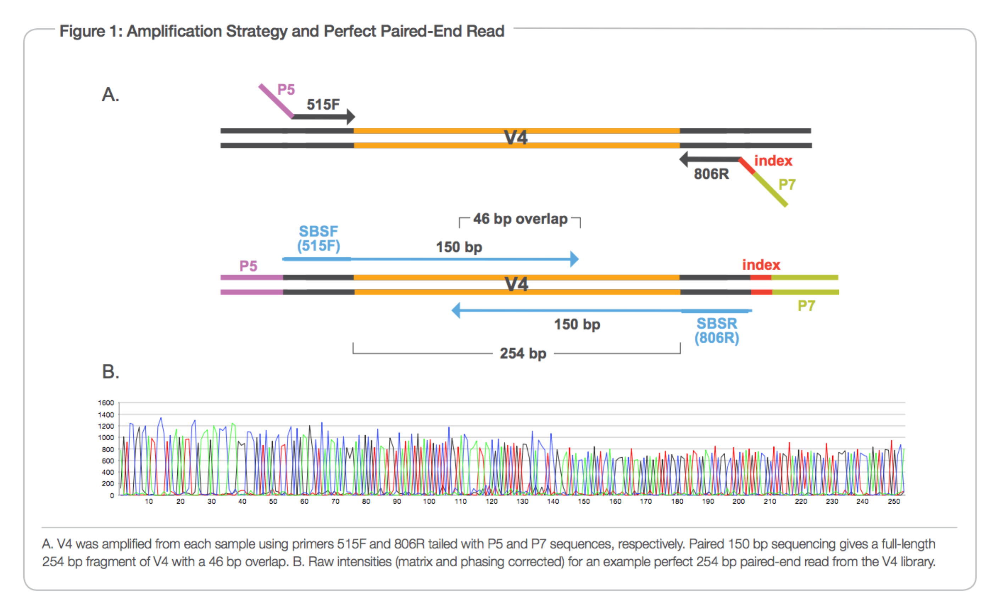 Figure 1: Amplification Strategy and Perfect Paired-End Read
A.
P5
515F
V4
index
806R
P7
46 bp overlap
SBSF
(515F)
150 bp
P5
index
V4
P7
150 bp
SBSR
(806R)
254 bp
B.
1600
1400
1200
1000
800
600
400
200
0
10 20 30 40 50 60 70 80 90 100 110 120 130 140 150 160 170 180 190 200 210 220 230 240 250
A. V4 was amplified from each sample using primers 515F and 806R tailed with P5 and P7 sequences, respectively. Paired 150 bp sequencing gives a full-length
254 bp fragment of V4 with a 46 bp overlap. B. Raw intensities (matrix and phasing corrected) for an example perfect 254 bp paired-end read from the V4 library.